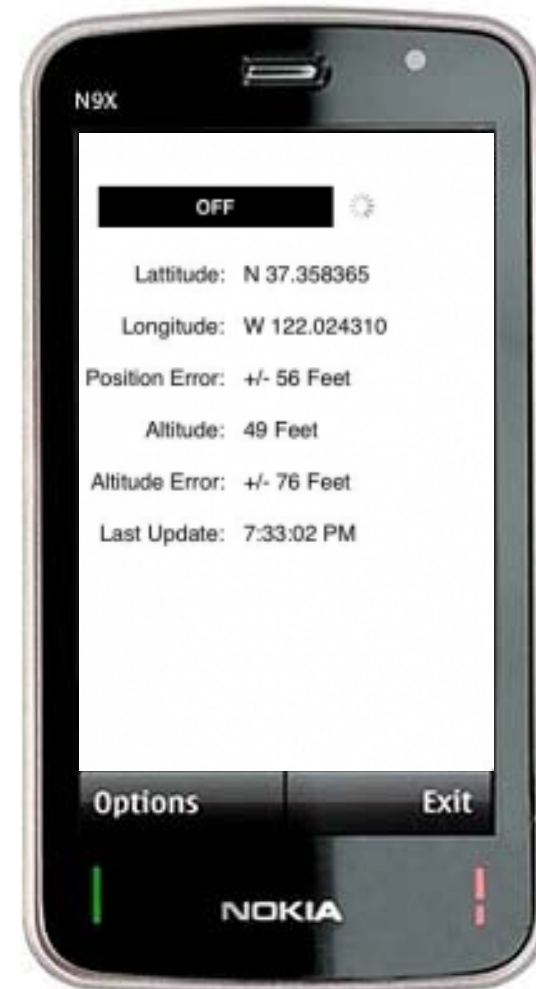 N9X
OFF
Lattitude: N 37.358365
Longitude: W 122.024310
Position Error: +/- 56 Feet
Altitude: 49 Feet
Altitude Error: +/- 76 Feet
Last Update: 7:33:02 PM
Options Exit
NOKIA